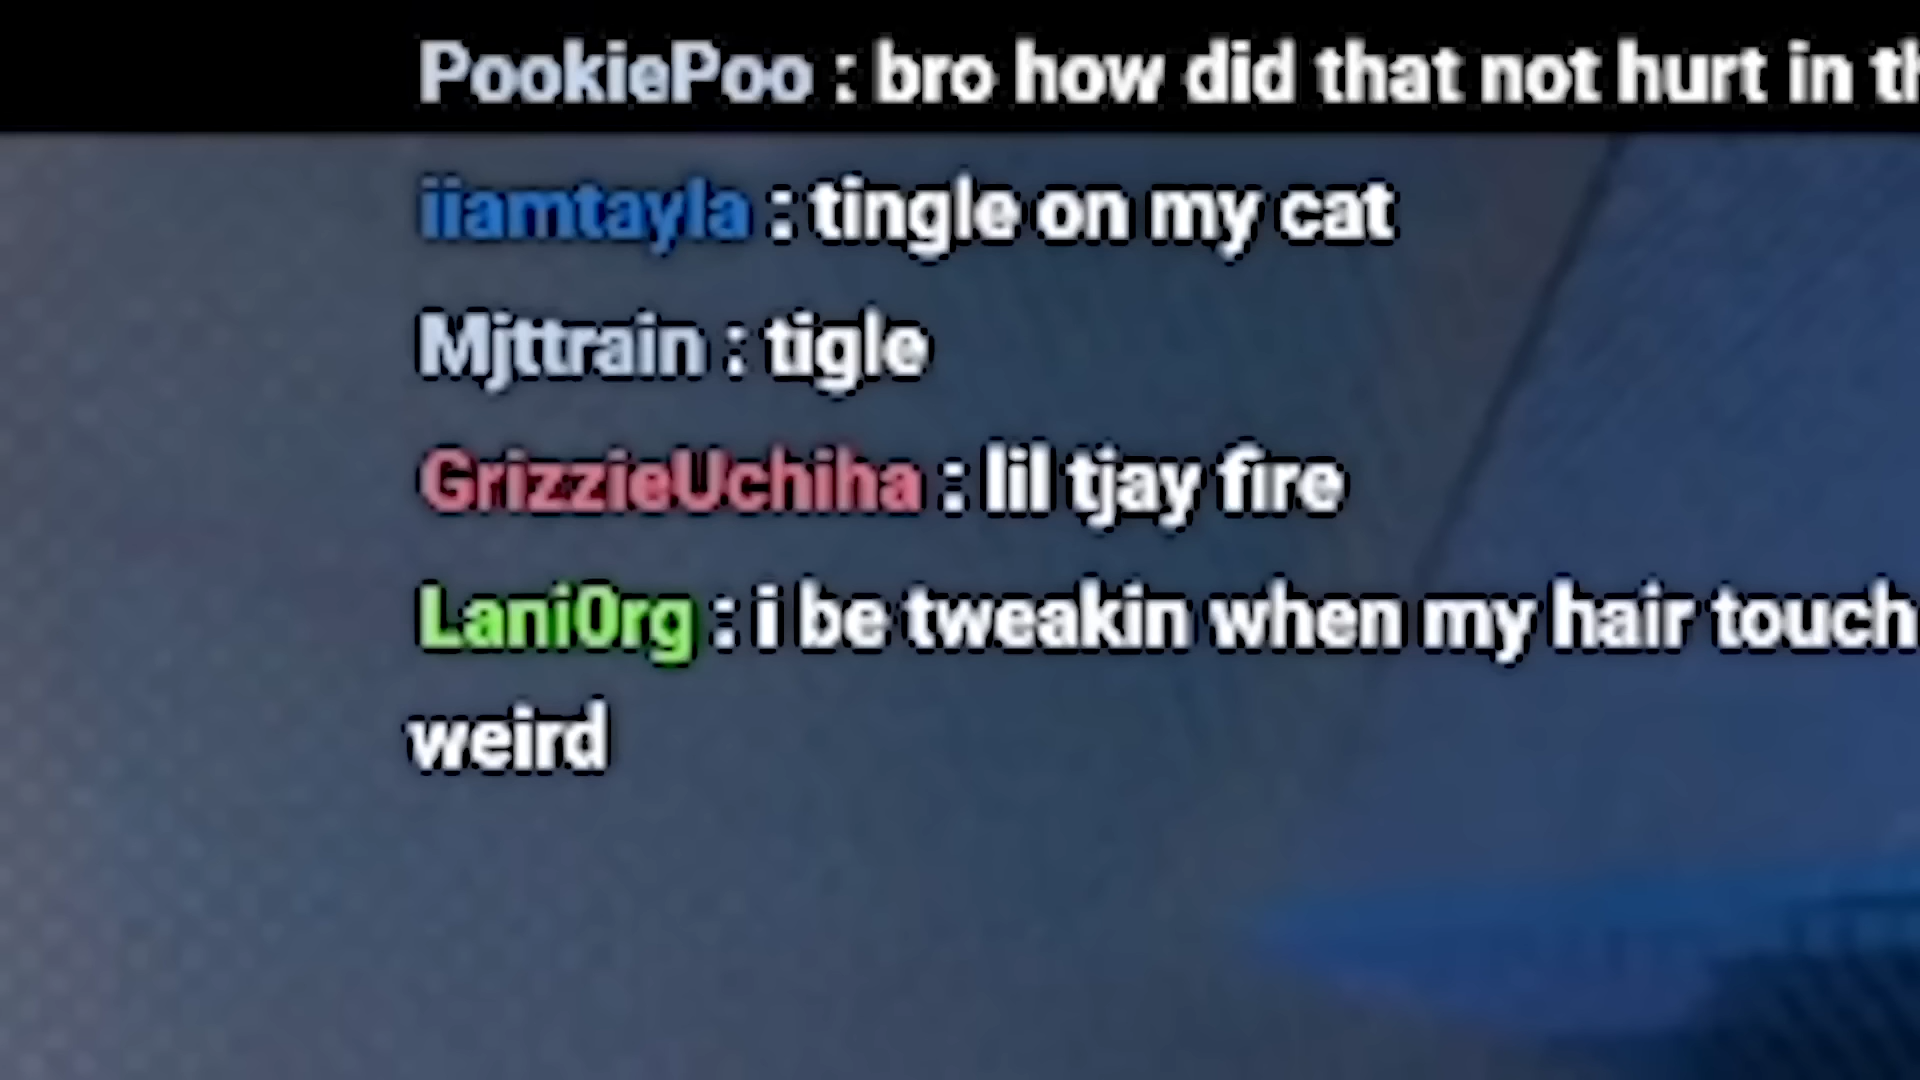 PookiePoo : bro how did that not hurt in
iiamtayla : tingle on my cat
Mjttrain : tigle
GrizzieUchiha : lil tjay fire
Lani0rg : i be tweakin when my hair touch
weird